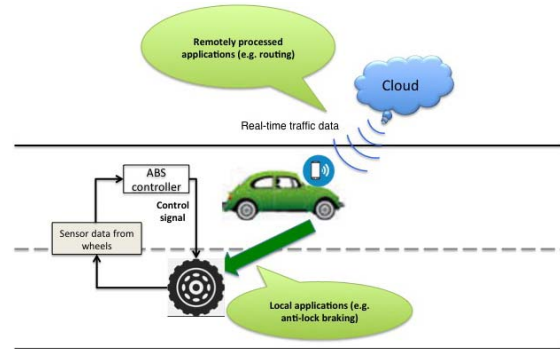 Remotely processed
applications (e.g. routing)
Cloud
Real-time traffic data
ABS
controller
Control
signal
Sensor data from
wheels
Local applications (e.g.
anti-lock braking)